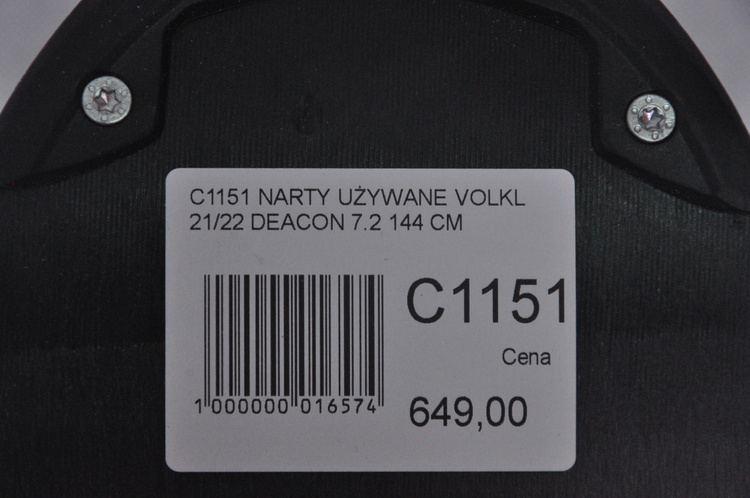 C1151 NARTY UŻYWANE VOLKL
21/22 DEACON 7.2 144 CM
C1151
Cena
1 000000 016574
649,00